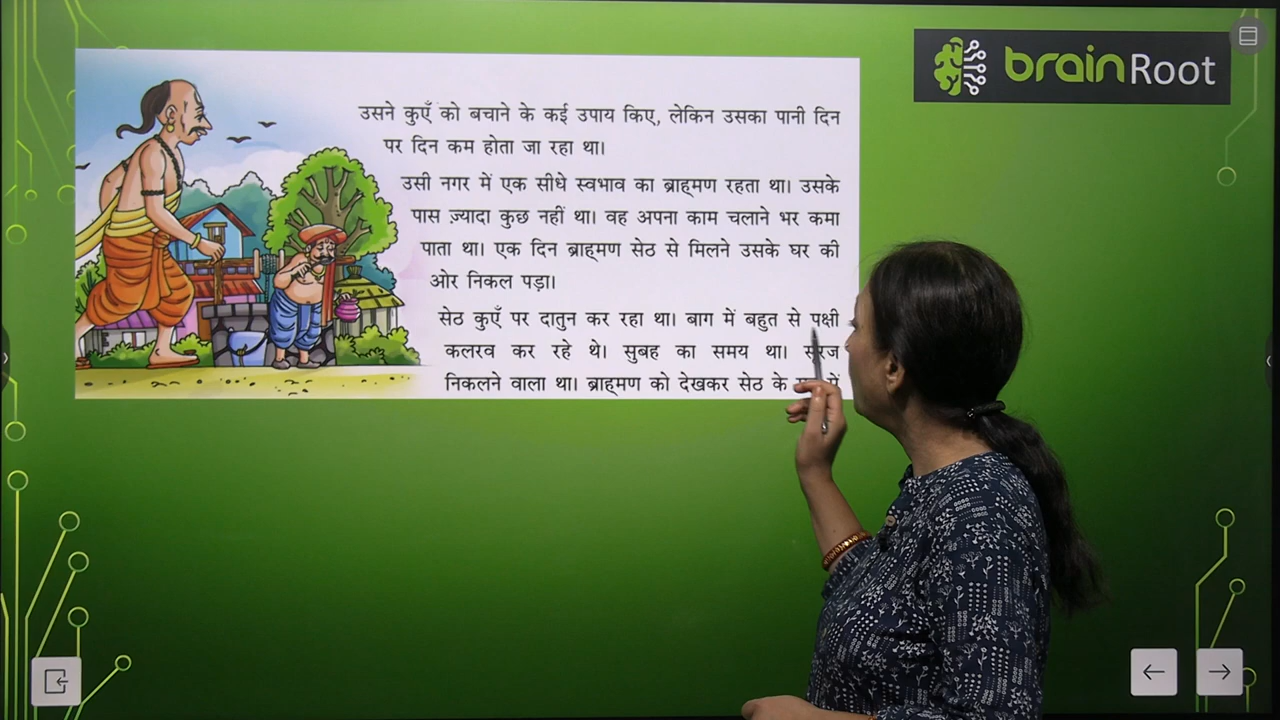 brainRoot
उसने कुएँ को बचाने के कई उपाय किए, लेकिन उसका पानी दिन
पर दिन कम होता जा रहा था।
उसी नगर में एक सीधे स्वभाव का ब्राह्मण रहता था। उसके
पास ज़्यादा कुछ नहीं था। वह अपना काम चलाने भर कमा
पाता था। एक दिन ब्राह्मण सेठ से मिलने उसके घर की
ओर निकल पड़ा।
सेठ कुएँ पर दातुन कर रहा था। बाग में बहुत से पक्षी
कलरव कर रहे थे। सुबह का समय था। सूरज
निकलने वाला था। ब्राह्मण को देखकर सेठ के में